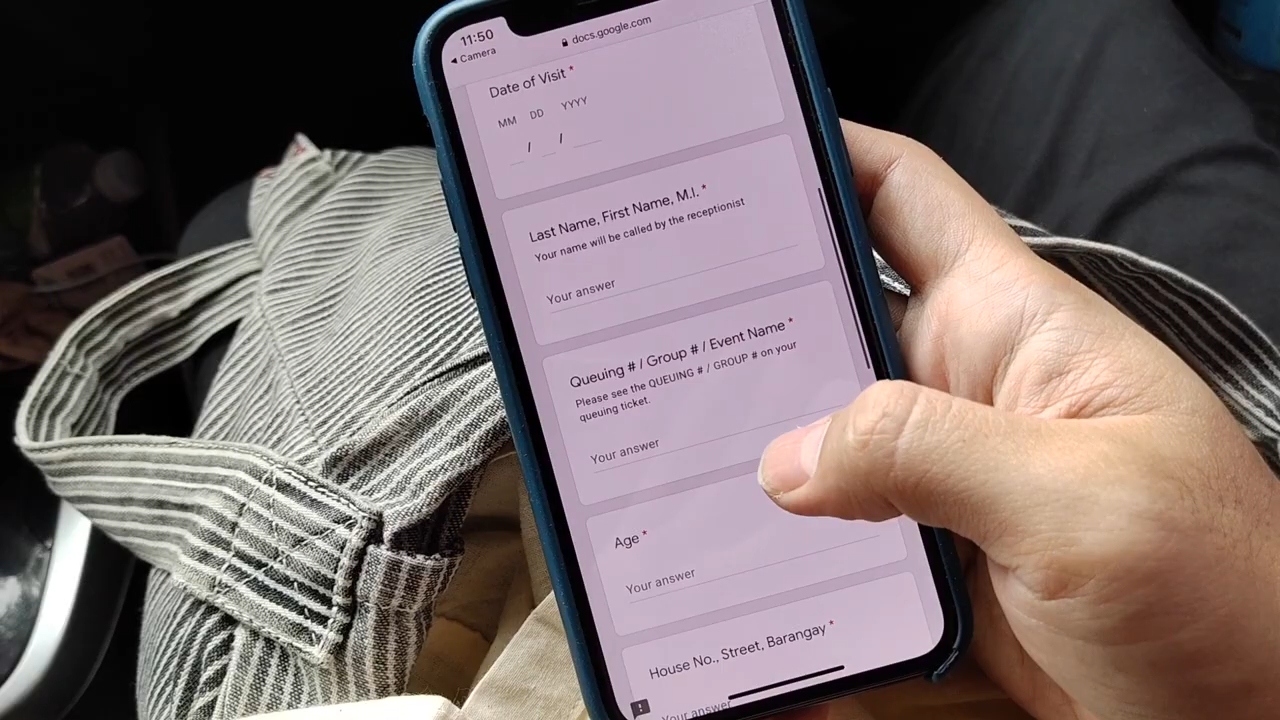 11:50
◀ Camera
docs.google.com
Date of Visit *
MM DD YYYY
/ /
Last Name, First Name, M.I. *
Your name will be called by the receptionist
Your answer
Queuing # / Group # / Event Name *
Please see the QUEUING # / GROUP # on your
queuing ticket.
Your answer
Age *
Your answer
House No., Street, Barangay *
Your answer